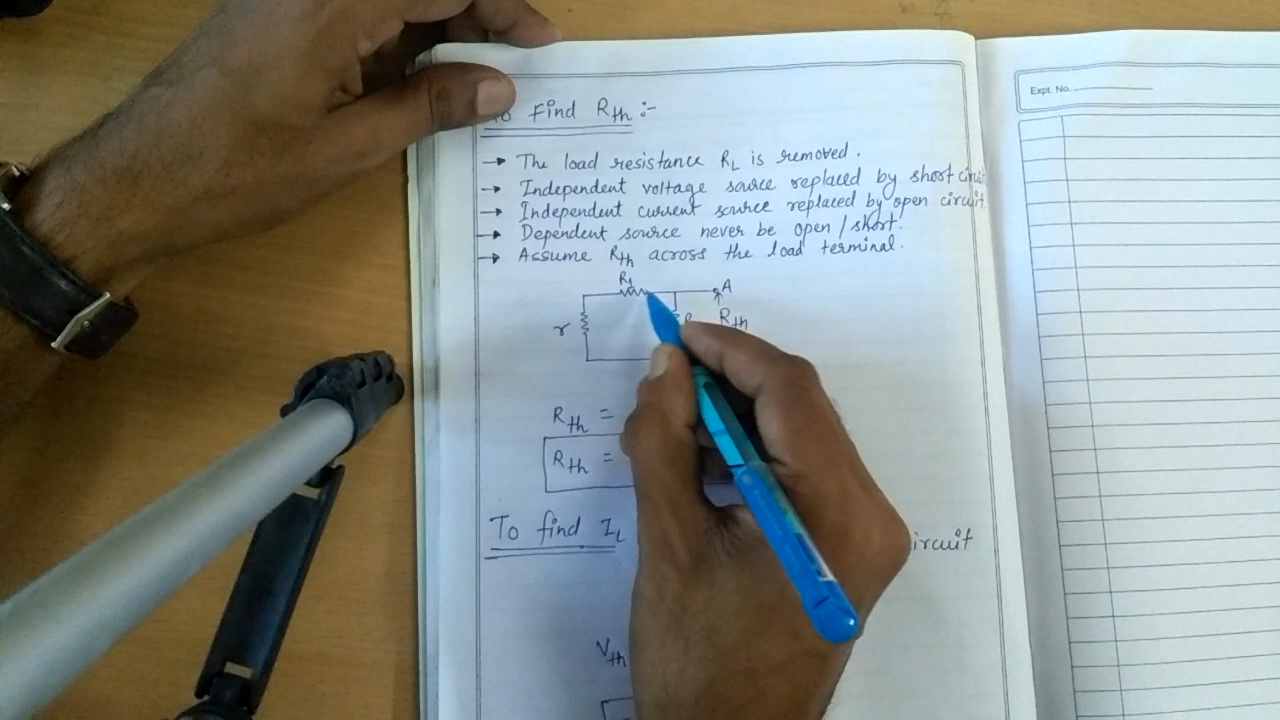 Find Rth :-
→ The load resistance RL is removed.
→ Independent voltage source replaced by short
→ Independent current source replaced by open circuit.
→ Dependent source never be open / short.
→ Assume Rth across the load terminal.
R1
A
r
Rth
Rth =
Rth =
To find IL
ircuit
Vth
Expt. No.